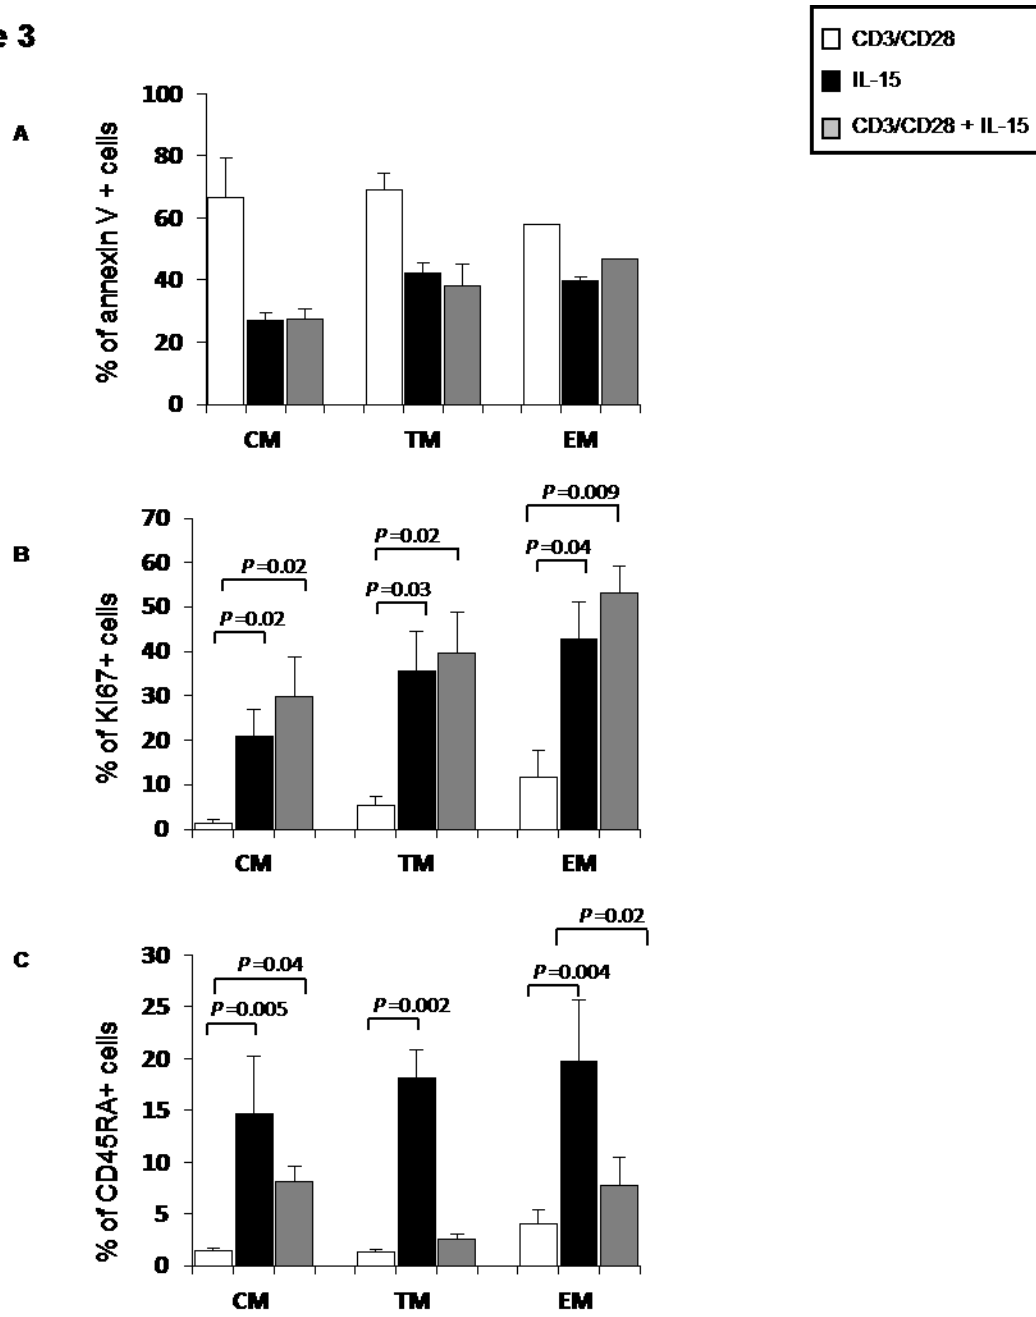 e 3
CD3/CD28
IL-15
CD3/CD28 + IL-15
A
% of annexin V + cells
100
80
60
40
20
0
CM TM EM
B
% of KI67+ cells
70
60
50
40
30
20
10
0
P=0.02
P=0.02
P=0.02
P=0.03
P=0.009
P=0.04
CM TM EM
C
% of CD45RA+ cells
30
25
20
15
10
5
0
P=0.04
P=0.005
P=0.002
P=0.02
P=0.004
CM TM EM